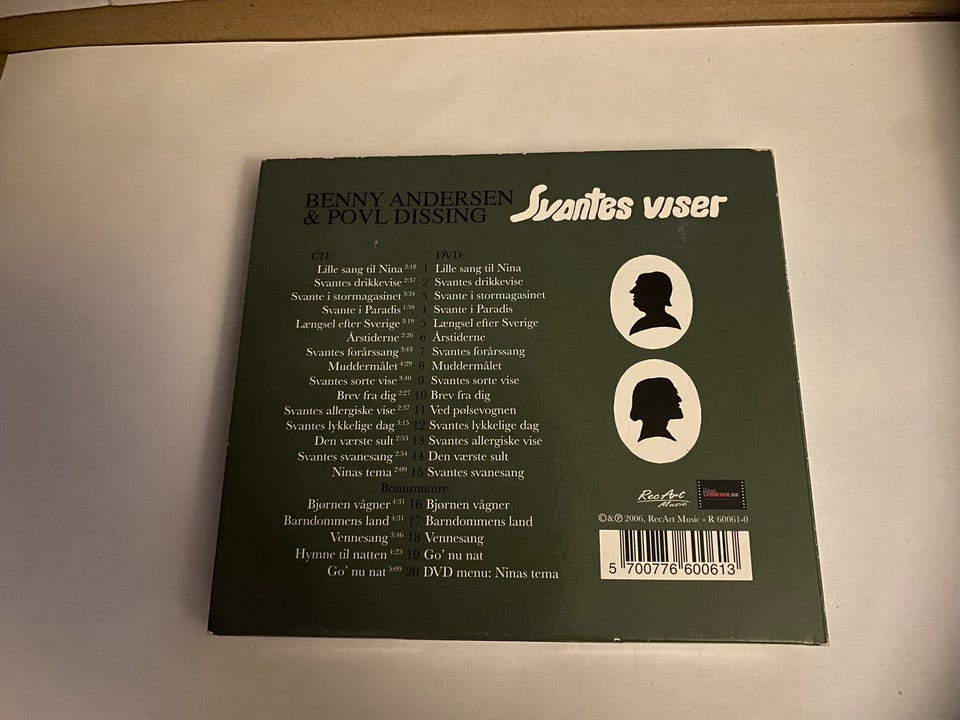 BENNY ANDERSEN
& POVL DISSING
Svantes viser
CD: DVD:
Lille sang til Nina 2:18 1 Lille sang til Nina
Svantes drikkevise 2:37 2 Svantes drikkevise
Svante i stormagasinet 3:34 3 Svante i stormagasinet
Svante i Paradis 1:59 4 Svante i Paradis
Længsel efter Sverige 3:19 5 Længsel efter Sverige
Årstiderne 2:26 6 Årstiderne
Svantes forårssang 3:43 7 Svantes forårssang
Muddermålet 4:29 8 Muddermålet
Svantes sorte vise 3:40 9 Svantes sorte vise
Brev fra dig 2:27 10 Brev fra dig
Svantes allergiske vise 2:37 11 Ved pølsevognen
Svantes lykkelige dag 3:15 12 Svantes lykkelige dag
Den værste sult 2:53 13 Svantes allergiske vise
Svantes svanesang 2:54 14 Den værste sult
Ninas tema 2:09 15 Svantes svanesang
Bonusnumre:
Bjørnen vågner 4:31 16 Bjørnen vågner
Barndommens land 4:31 17 Barndommens land
Vennesang 3:46 18 Vennesang
Hymne til natten 4:23 19 Go' nu nat
Go' nu nat 5:09 20 DVD menu: Ninas tema
RecArt
Music
LYDIKSEN.DK
©&℗ 2006, RecArt Music - R 60061-0
5 700776 600613